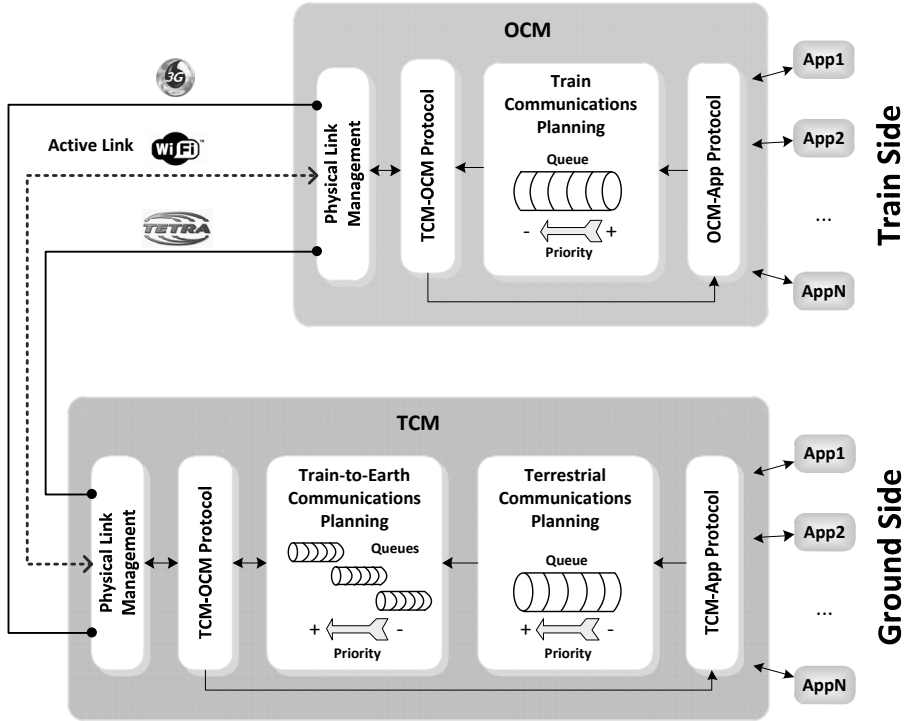 OCM
3G
Active Link
Wi Fi™
TETRA
Physical Link
Management
TCM-OCM Protocol
Train
Communications
Planning
Queue
- +
Priority
OCM-App Protocol
App1
App2
...
AppN
Train Side
TCM
Physical Link
Management
TCM-OCM Protocol
Train-to-Earth
Communications
Planning
Queues
+ -
Priority
Terrestrial
Communications
Planning
Queue
+ -
Priority
TCM-App Protocol
App1
App2
...
AppN
Ground Side